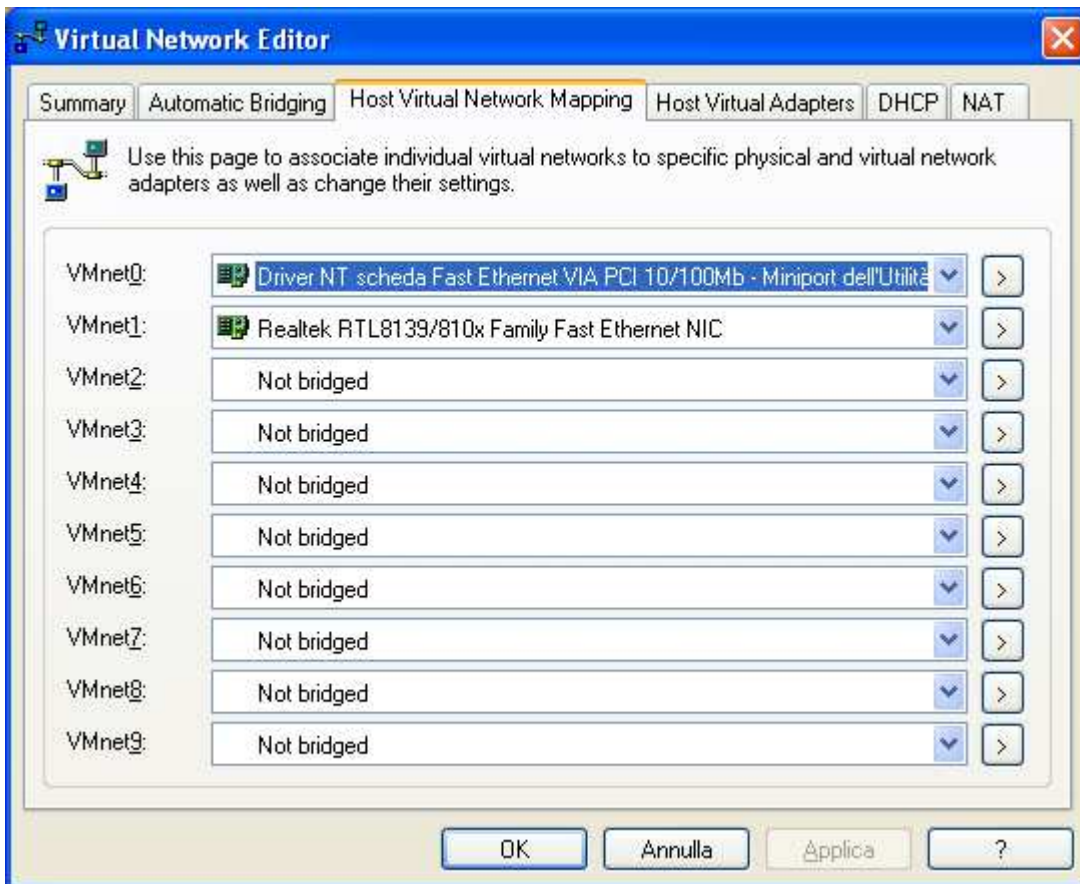 Virtual Network Editor
Summary Automatic Bridging Host Virtual Network Mapping Host Virtual Adapters DHCP NAT
Use this page to associate individual virtual networks to specific physical and virtual network
adapters as well as change their settings.
VMnet0: Driver NT scheda Fast Ethernet VIA PCI 10/100Mb - Miniport dell'Utilità >
VMnet1: Realtek RTL8139/810x Family Fast Ethernet NIC >
VMnet2: Not bridged >
VMnet3: Not bridged >
VMnet4: Not bridged >
VMnet5: Not bridged >
VMnet6: Not bridged >
VMnet7: Not bridged >
VMnet8: Not bridged >
VMnet9: Not bridged >
OK Annulla Applica ?